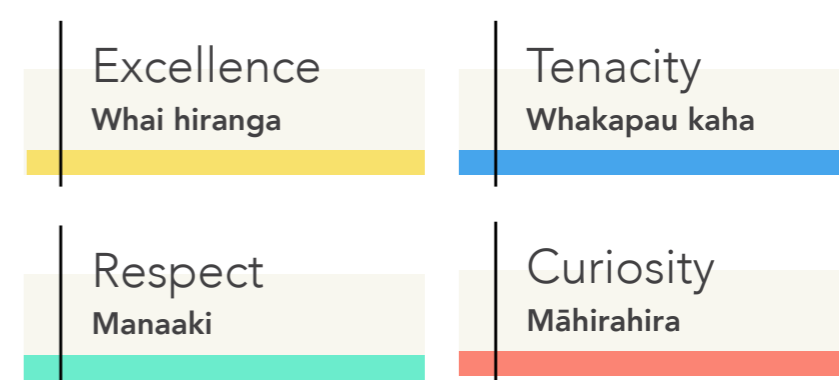 Excellence
Whai hiranga
Tenacity
Whakapau kaha
Respect
Manaaki
Curiosity
Māhirahira